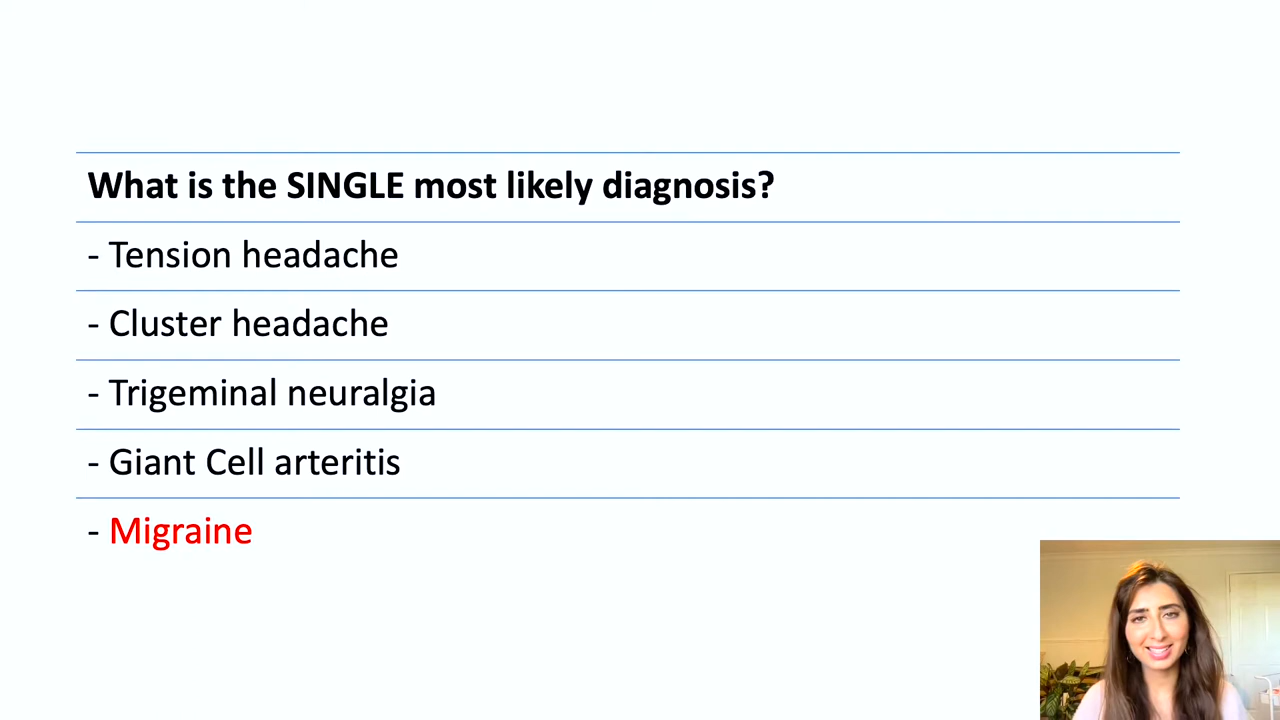 What is the SINGLE most likely diagnosis?
- Tension headache
- Cluster headache
- Trigeminal neuralgia
- Giant Cell arteritis
- Migraine